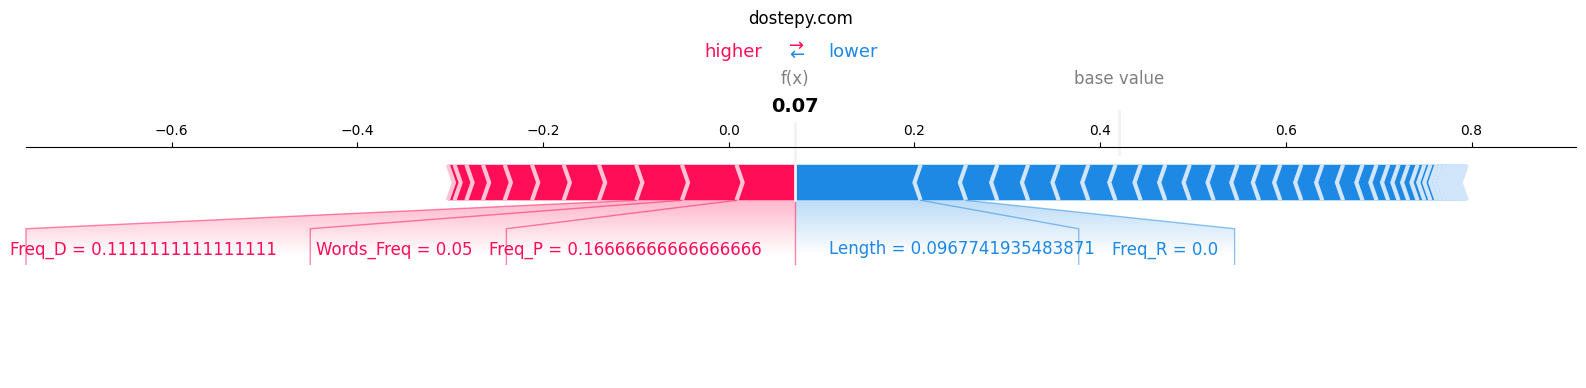 dostepy.com
higher ⇄ lower
f(x) base value
0.07
−0.6 −0.4 −0.2 0.0 0.2 0.4 0.6 0.8
Freq_D = 0.1111111111111111 Words_Freq = 0.05 Freq_P = 0.16666666666666666 Length = 0.0967741935483871 Freq_R = 0.0